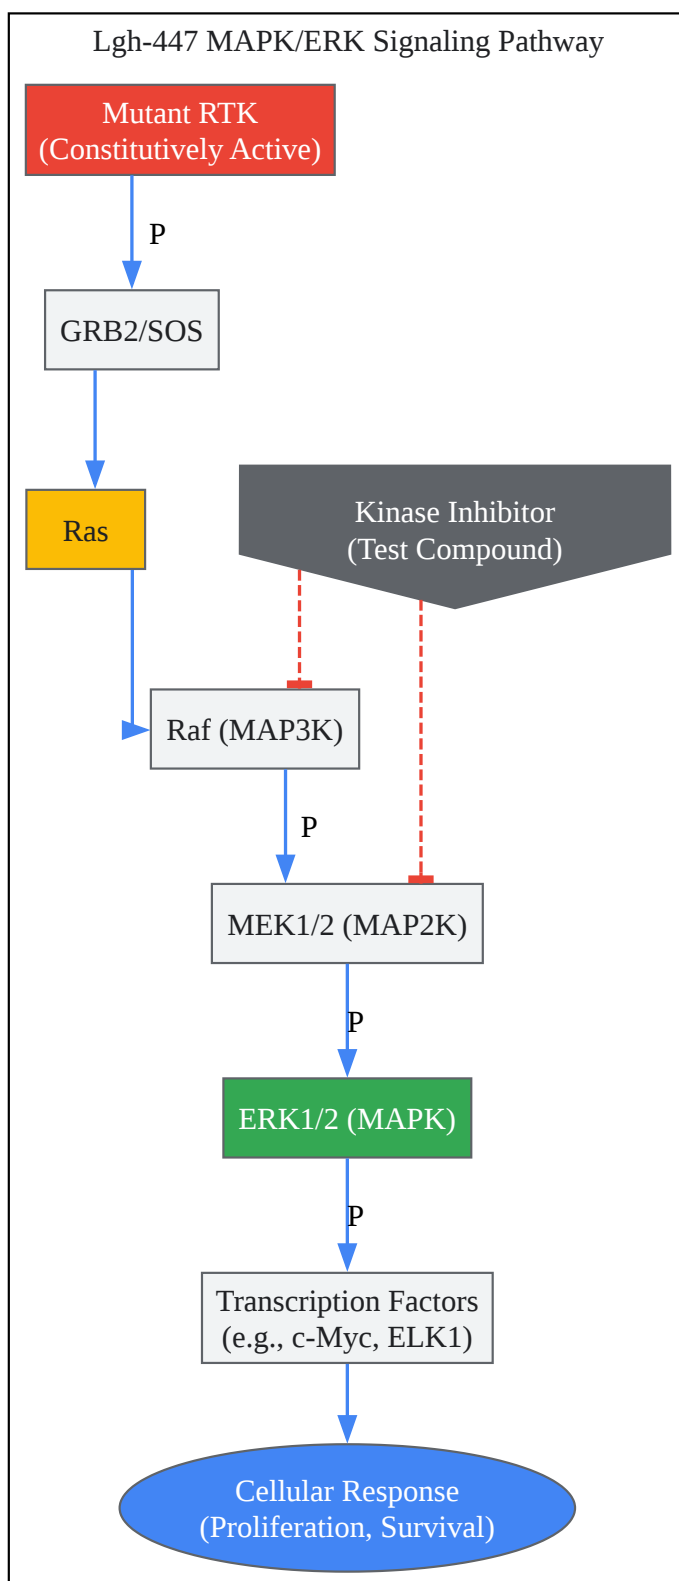 Lgh-447 MAPK/ERK Signaling Pathway
Mutant RTK
(Constitutively Active)
P
GRB2/SOS
Ras
Kinase Inhibitor
(Test Compound)
Raf (MAP3K)
P
MEK1/2 (MAP2K)
P
ERK1/2 (MAPK)
P
Transcription Factors
(e.g., c-Myc, ELK1)
Cellular Response
(Proliferation, Survival)